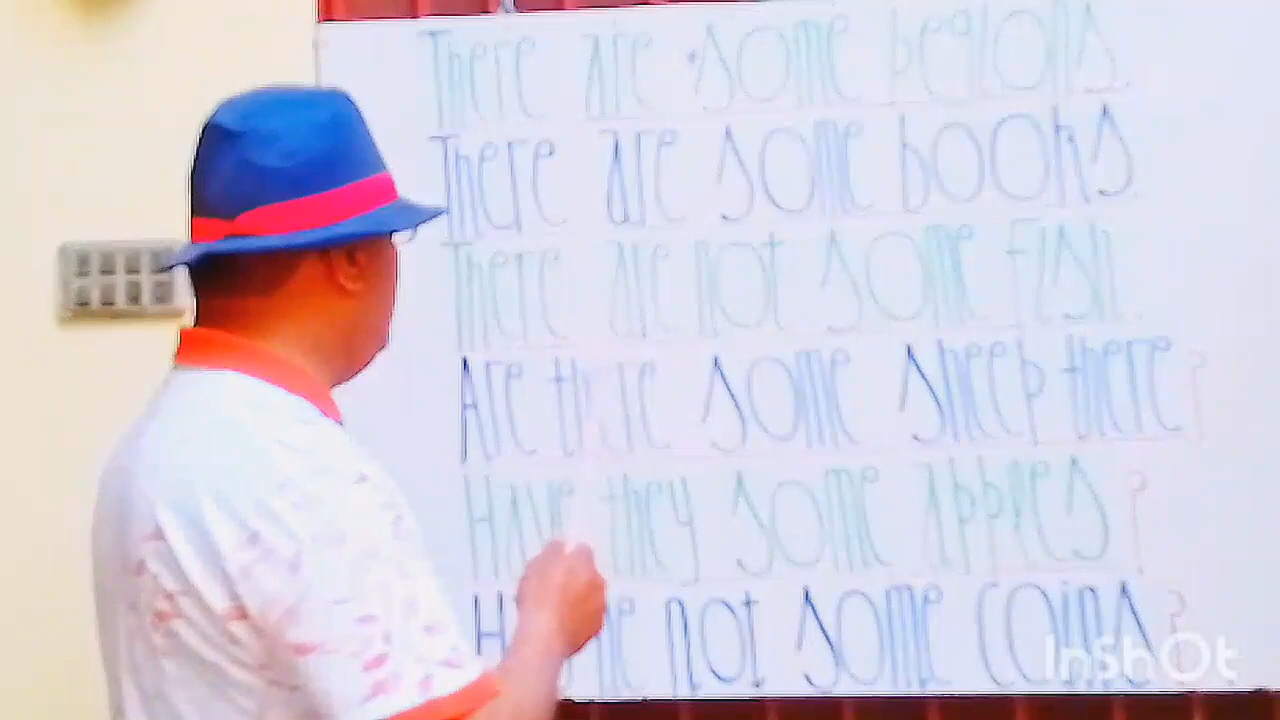 There are some
There are some books.
There are not some fish.
Are there some sheep there?
Have they some apples?
not some coins?
InShOt